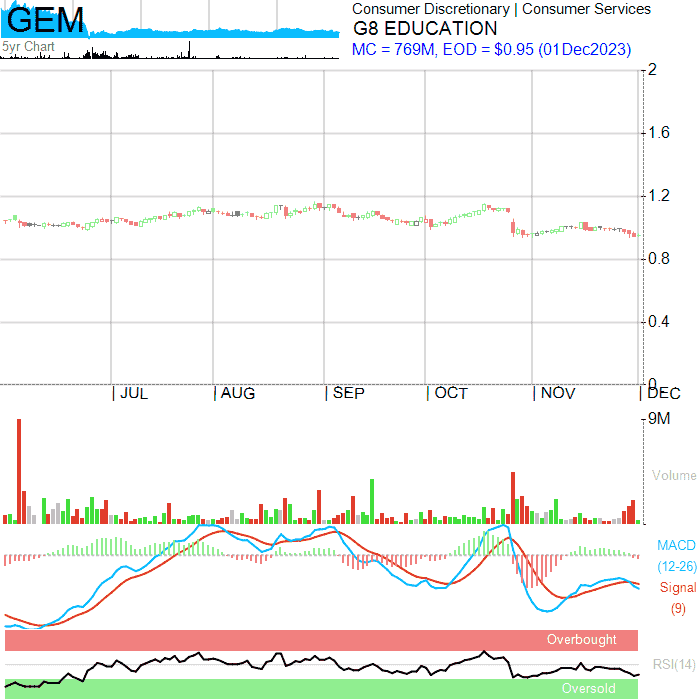 GEM
5yr Chart
Consumer Discretionary | Consumer Services
G8 EDUCATION
MC = 769M, EOD = $0.95 (01Dec2023)
2
1.6
1.2
0.8
0.4
0
| JUL | AUG | SEP | OCT | NOV | DEC
9M
Volume
MACD
(12-26)
Signal
(9)
Overbought
RSI(14)
Oversold